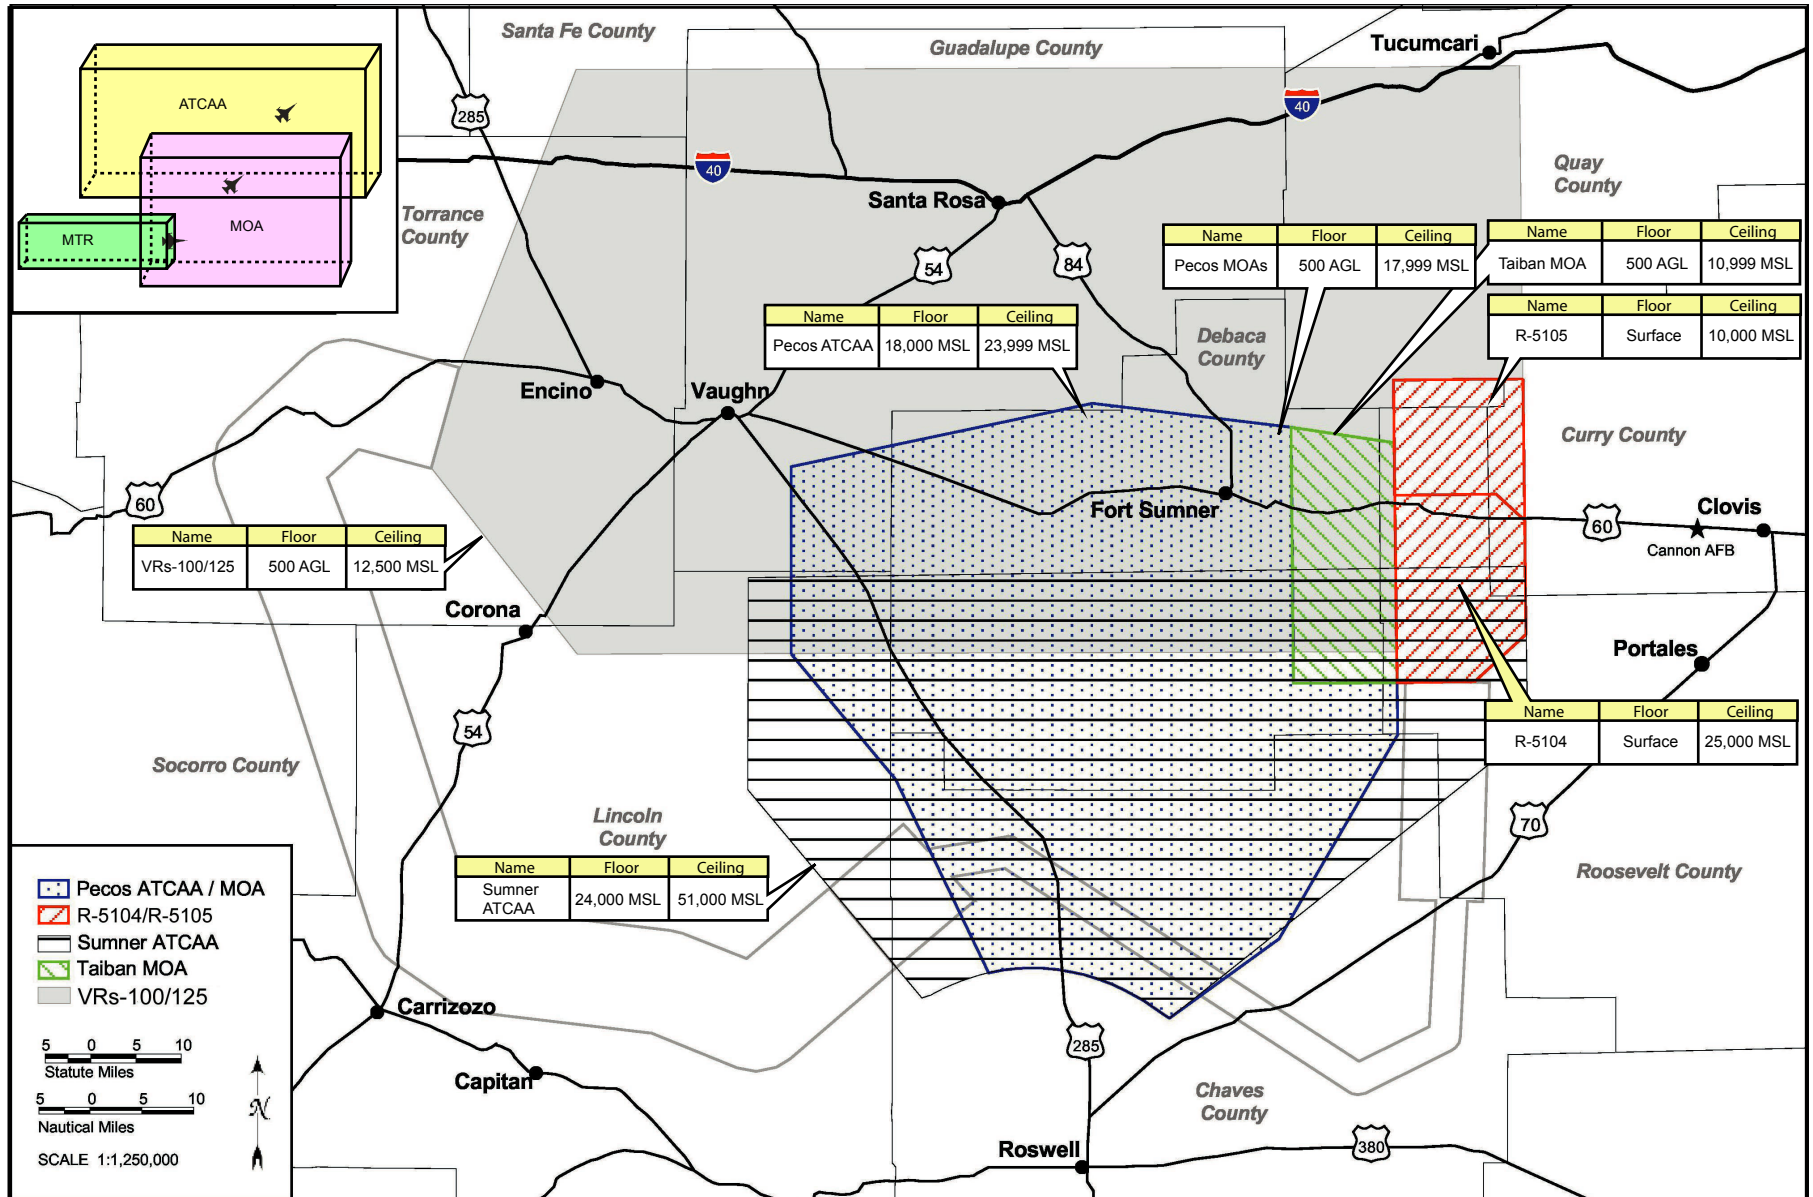 Santa Fe County
Guadalupe County
Tucumcari
ATCAA
MOA
MTR
285
40
40
Torrance
County
Quay
County
Santa Rosa
54
84
Name Floor Ceiling
Pecos MOAs 500 AGL 17,999 MSL
Name Floor Ceiling
Taiban MOA 500 AGL 10,999 MSL
Name Floor Ceiling
R-5105 Surface 10,000 MSL
Name Floor Ceiling
Pecos ATCAA 18,000 MSL 23,999 MSL
Debaca
County
Encino
Vaughn
Curry County
60
Fort Sumner
60
Clovis
Cannon AFB
Name Floor Ceiling
VRs-100/125 500 AGL 12,500 MSL
Corona
Portales
54
Name Floor Ceiling
R-5104 Surface 25,000 MSL
Socorro County
Lincoln
County
70
Roosevelt County
Name Floor Ceiling
Sumner
ATCAA 24,000 MSL 51,000 MSL
Pecos ATCAA / MOA
R-5104/R-5105
Sumner ATCAA
Taiban MOA
VRs-100/125
5 0 5 10
Statute Miles
5 0 5 10
Nautical Miles
SCALE 1:1,250,000
N
Carrizozo
Capitan
285
Chaves
County
Roswell
380